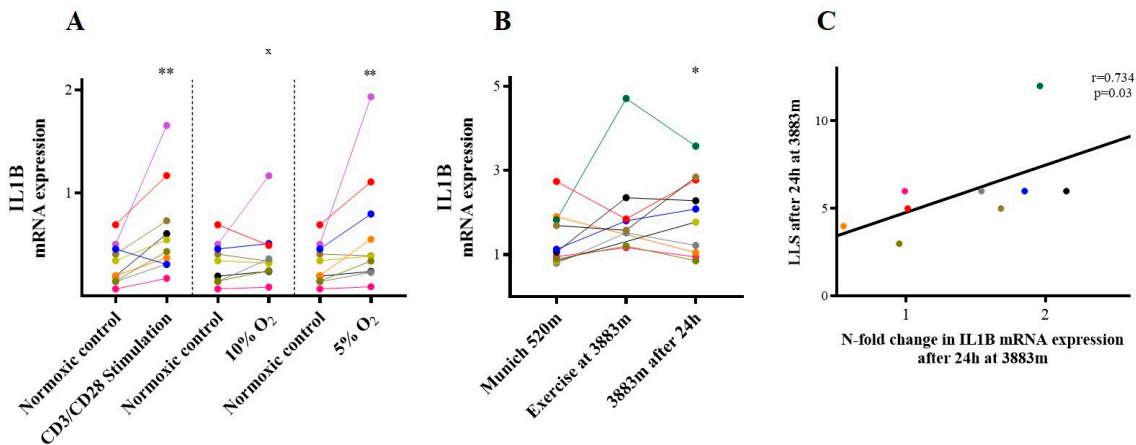 A
IL1B
mRNA expression
2
1
**
x
**
Normoxic control
CD3/CD28 Stimulation
Normoxic control
10% O2
Normoxic control
5% O2
B
IL1B
mRNA expression
5
3
1
*
Munich 520m
Exercise at 3883m
3883m after 24h
C
LLS after 24h at 3883m
10
5
0
r=0.734
p=0.03
1
2
N-fold change in IL1B mRNA expression
after 24h at 3883m